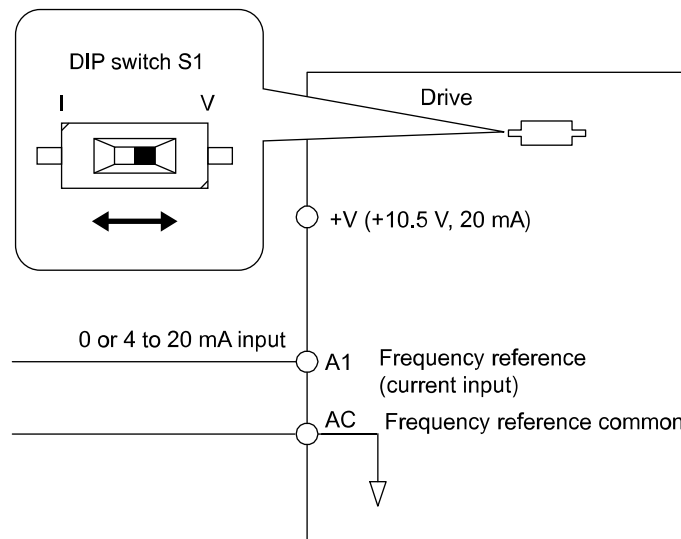 DIP switch S1
I
V
Drive
+V (+10.5 V, 20 mA)
0 or 4 to 20 mA input
A1
Frequency reference
(current input)
AC
Frequency reference common